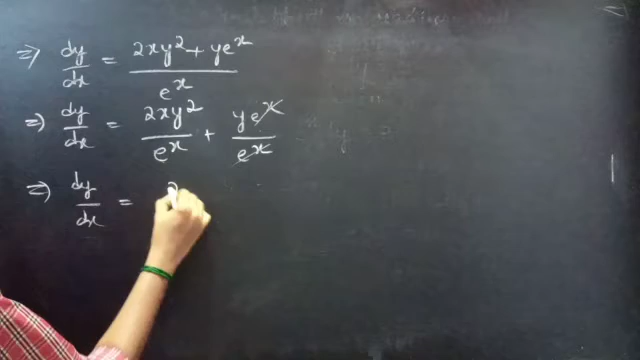 ⇒ dy/dx = (2xy² + ye^x)/e^x
⇒ dy/dx = 2xy²/e^x + ye^x/e^x
⇒ dy/dx = 2